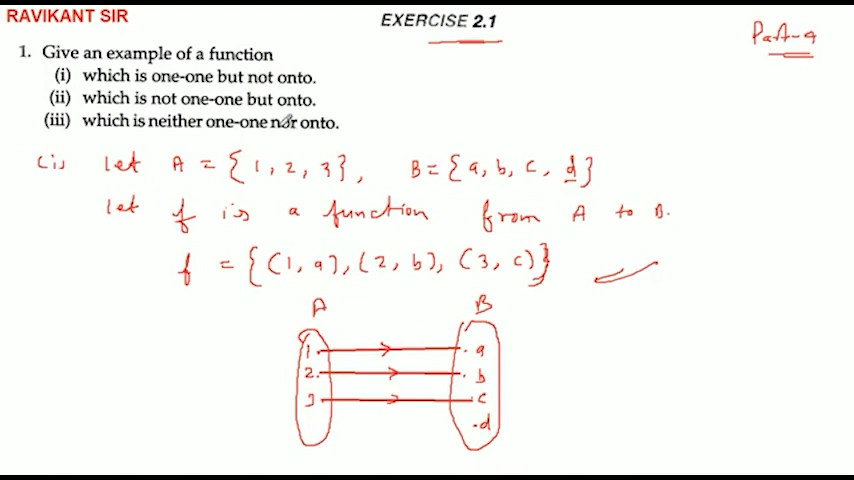 RAVIKANT SIR
EXERCISE 2.1
Part-a
1. Give an example of a function
(i) which is one-one but not onto.
(ii) which is not one-one but onto.
(iii) which is neither one-one nor onto.
(i) let A = {1, 2, 3}, B = {a, b, c, d}
let f is a function from A to B.
f = {(1, a), (2, b), (3, c)}
A B
1. . a
2. . b
3 c
. d